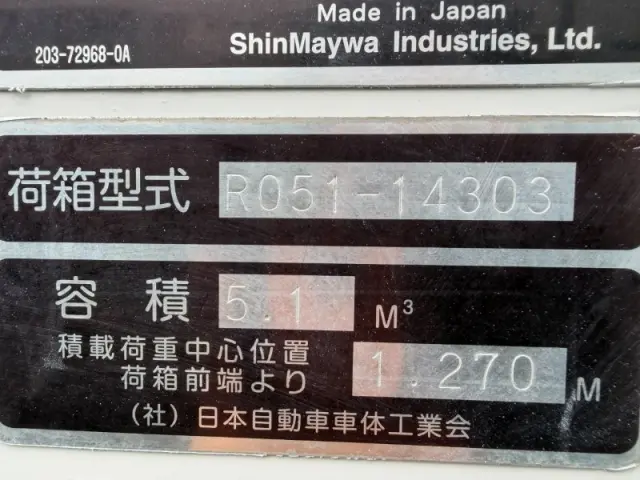 Made in Japan
203-72968-0A ShinMaywa Industries, Ltd.
荷箱型式 R051-14303
容積 5.1 M³
積載荷重中心位置
荷箱前端より 1.270 M
(社)日本自動車車体工業会